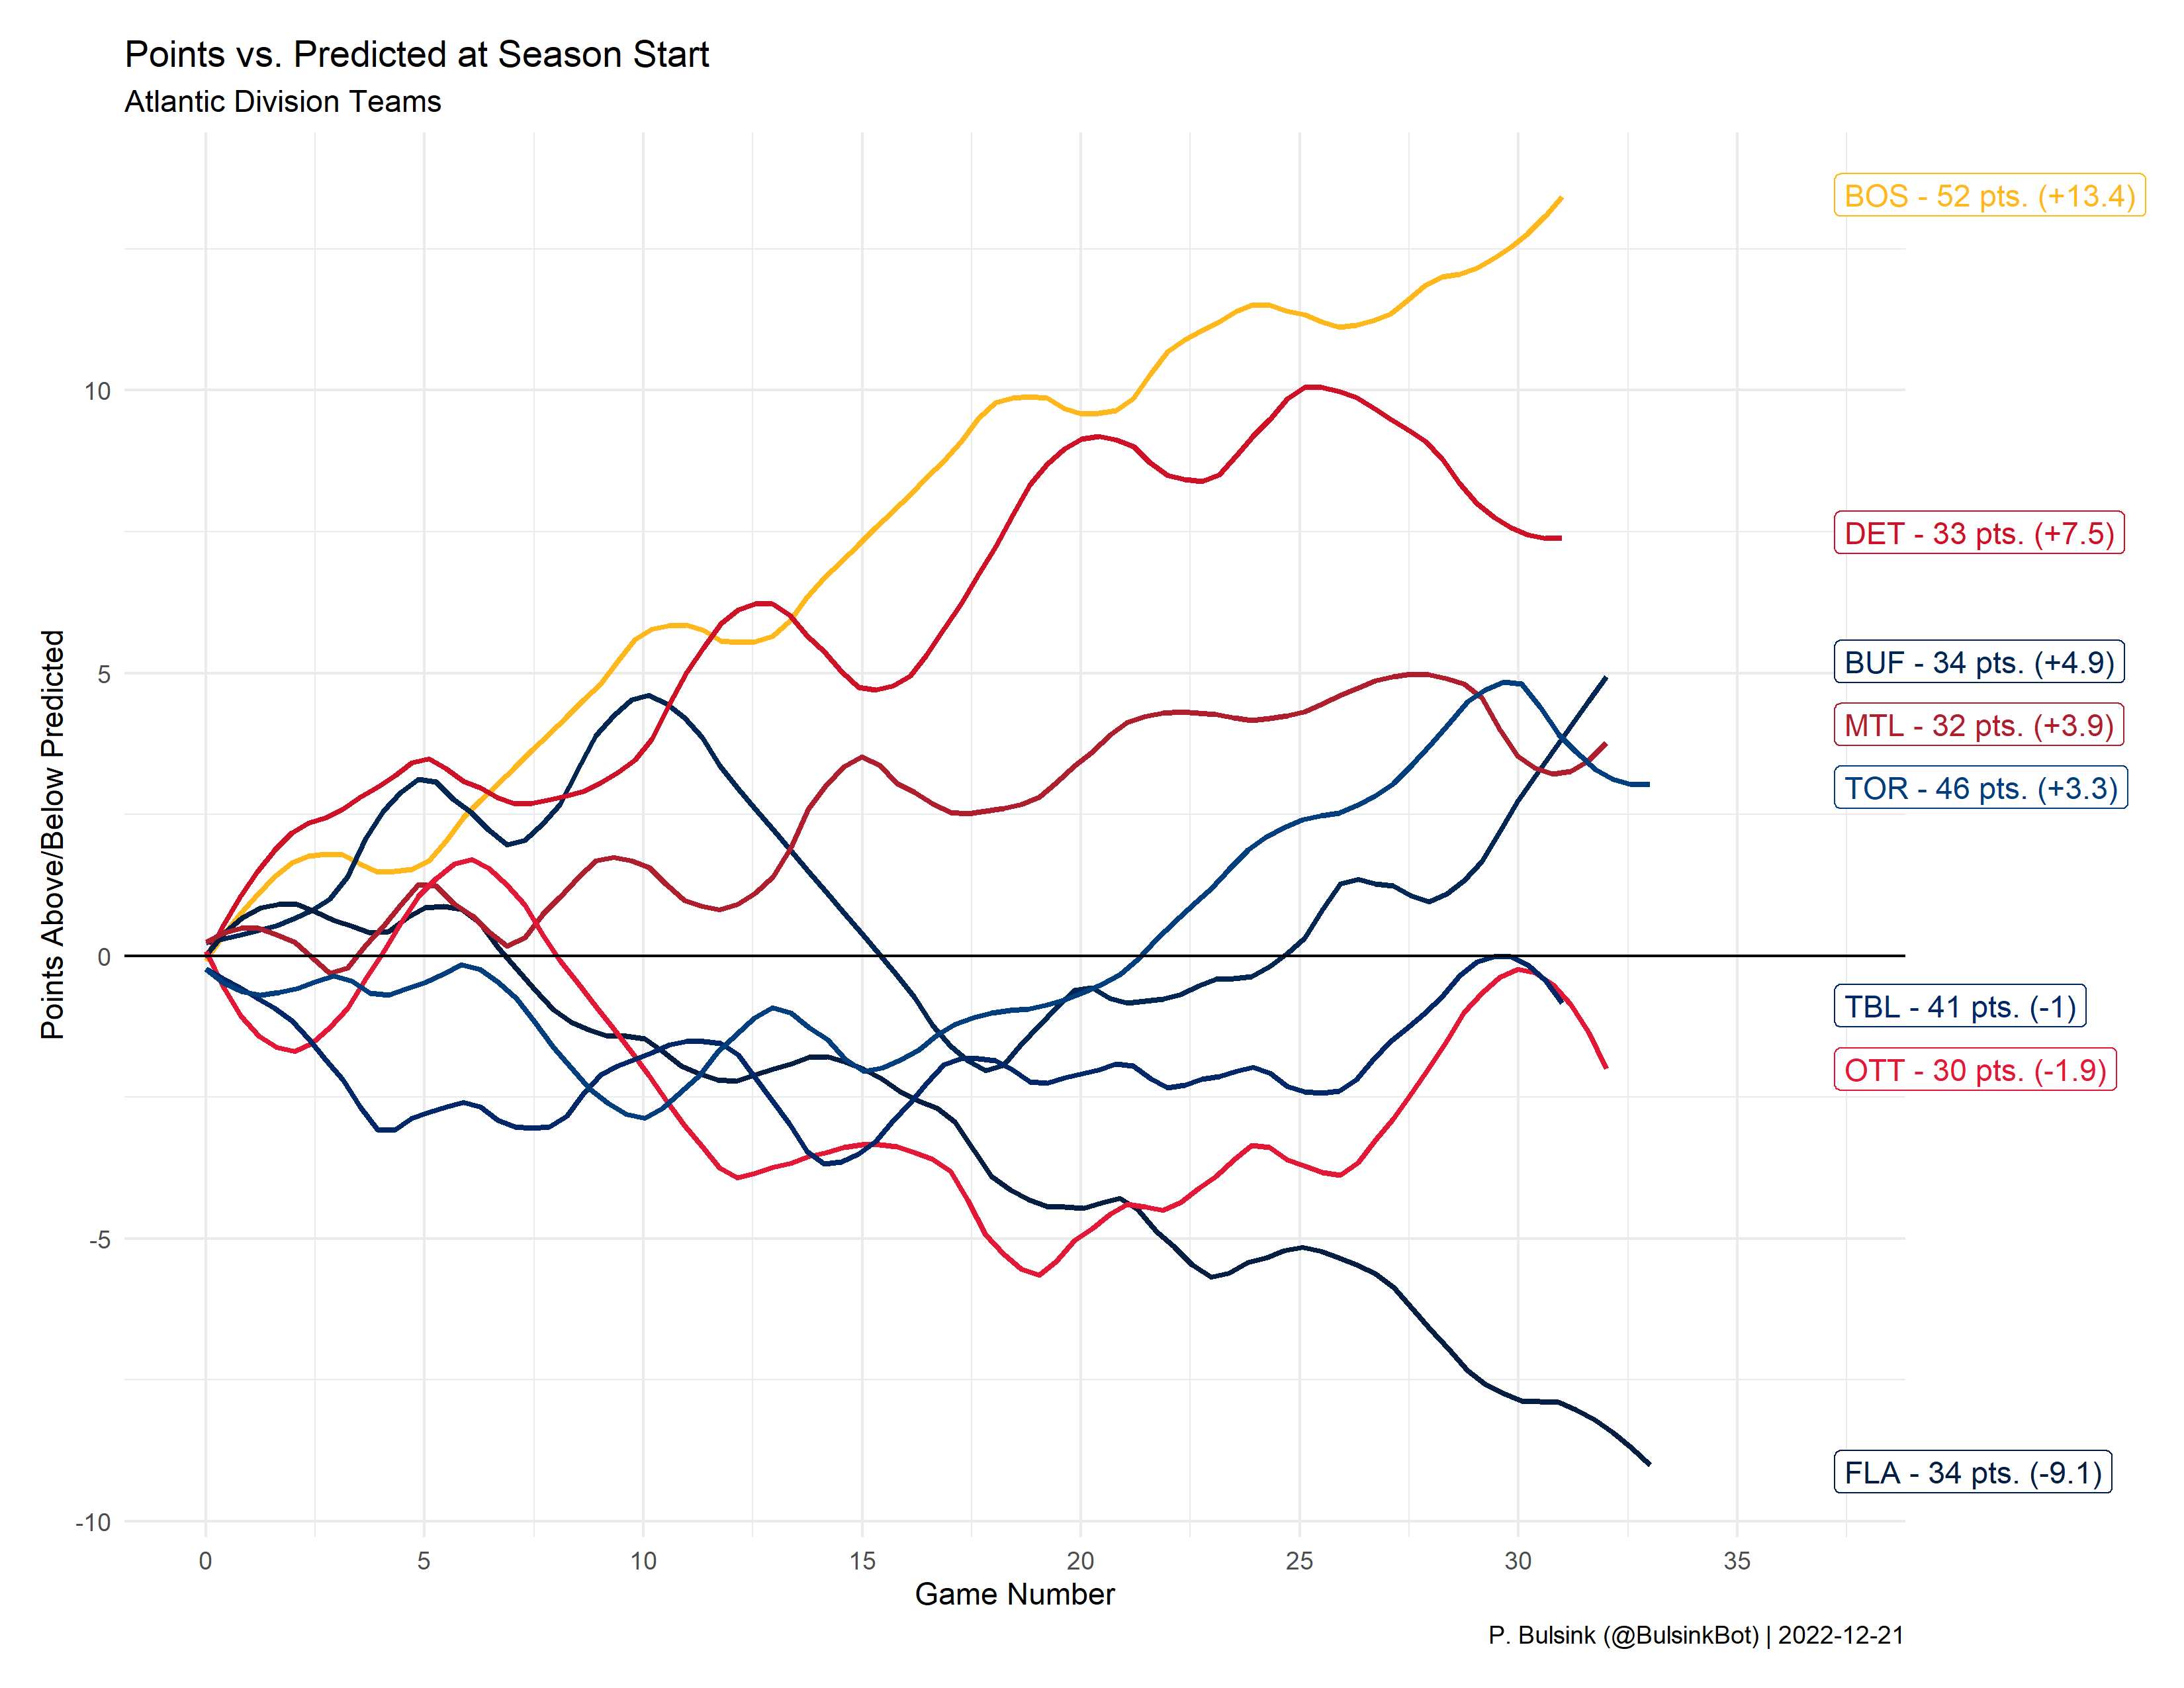 Points vs. Predicted at Season Start
Atlantic Division Teams
Points Above/Below Predicted
10
5
0
-5
-10
BOS - 52 pts. (+13.4)
DET - 33 pts. (+7.5)
BUF - 34 pts. (+4.9)
MTL - 32 pts. (+3.9)
TOR - 46 pts. (+3.3)
TBL - 41 pts. (-1)
OTT - 30 pts. (-1.9)
FLA - 34 pts. (-9.1)
0 5 10 15 20 25 30 35
Game Number
P. Bulsink (@BulsinkBot) | 2022-12-21